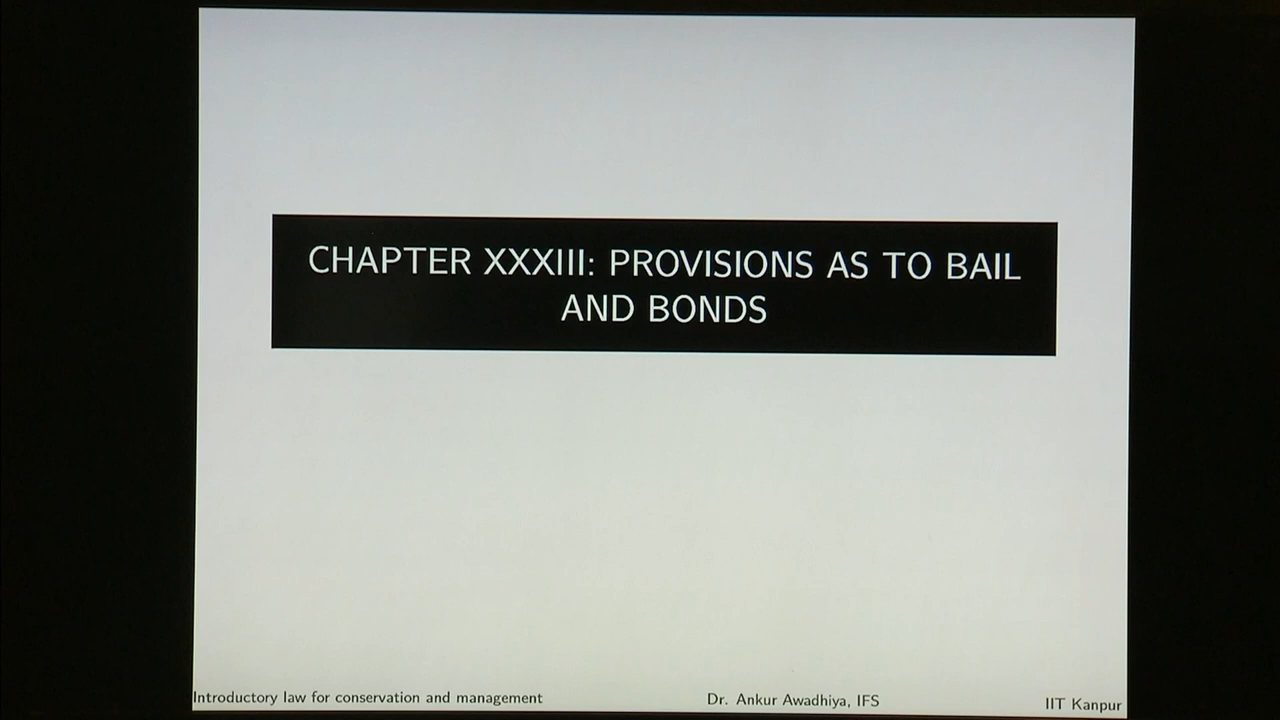 CHAPTER XXXIII: PROVISIONS AS TO BAIL
AND BONDS
Introductory law for conservation and management
Dr. Ankur Awadhiya, IFS
IIT Kanpur